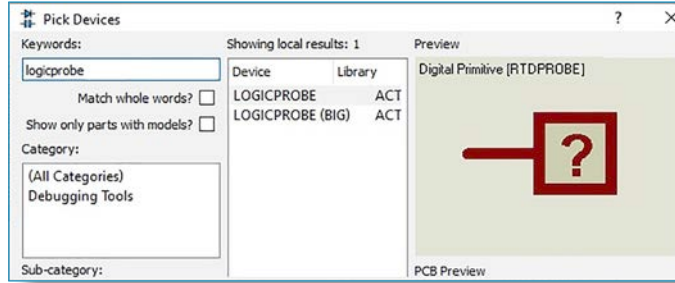 Pick Devices
?
X
Keywords:
logicprobe
Match whole words?
Show only parts with models?
Category:
(All Categories)
Debugging Tools
Sub-category:
Showing local results: 1
Device Library
LOGICPROBE ACT
LOGICPROBE (BIG) ACT
Preview
Digital Primitive [RTDPROBE]
?
PCB Preview